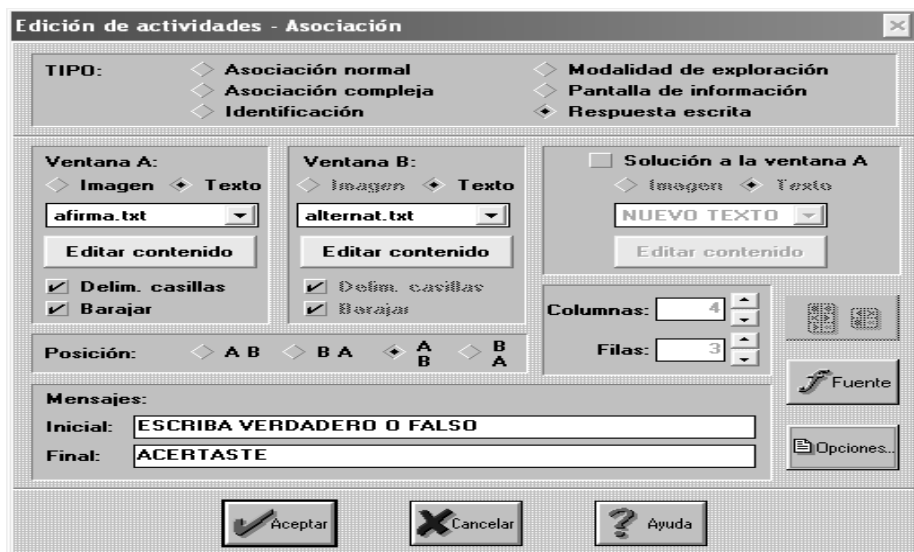 Edición de actividades - Asociación
TIPO:
Asociación normal
Asociación compleja
Identificación
Modalidad de exploración
Pantalla de información
Respuesta escrita
Ventana A:
Imagen Texto
afirma.txt
Editar contenido
Delim. casillas
Barajar
Ventana B:
Imagen Texto
alternat.txt
Editar contenido
Delim. casillas
Barajar
Solución a la ventana A
Imagen Texto
NUEVO TEXTO
Editar contenido
Columnas: 4
Filas: 3
Posición: A B B A A B B A
Fuente
Mensajes:
Inicial: ESCRIBA VERDADERO O FALSO
Final: ACERTASTE
Opciones...
Aceptar Cancelar Ayuda